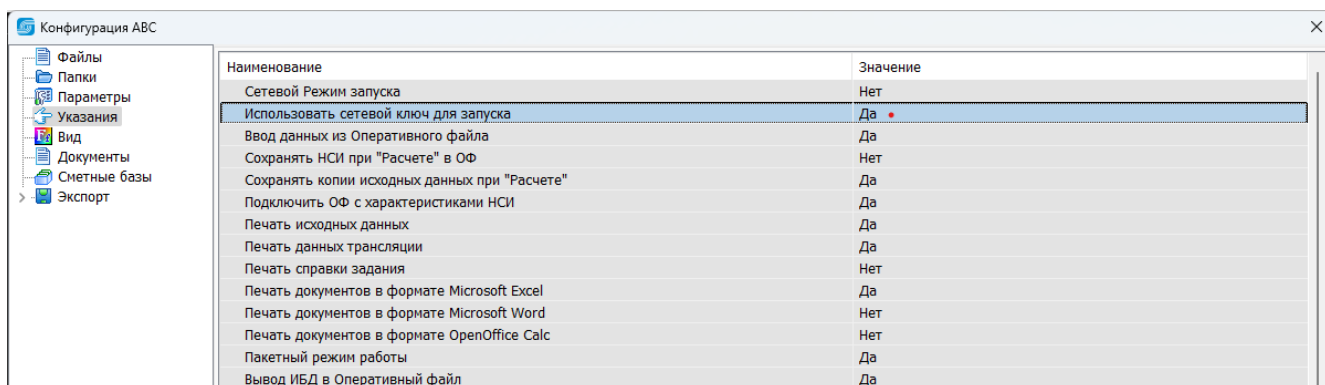 Конфигурация АВС
Файлы
Папки
Параметры
Указания
Вид
Документы
Сметные базы
Экспорт
Наименование Значение
Сетевой Режим запуска Нет
Использовать сетевой ключ для запуска Да
Ввод данных из Оперативного файла Да
Сохранять НСИ при "Расчете" в ОФ Нет
Сохранять копии исходных данных при "Расчете" Да
Подключить ОФ с характеристиками НСИ Да
Печать исходных данных Да
Печать данных трансляции Да
Печать справки задания Нет
Печать документов в формате Microsoft Excel Да
Печать документов в формате Microsoft Word Нет
Печать документов в формате OpenOffice Calc Нет
Пакетный режим работы Да
Вывод ИБД в Оперативный файл Да